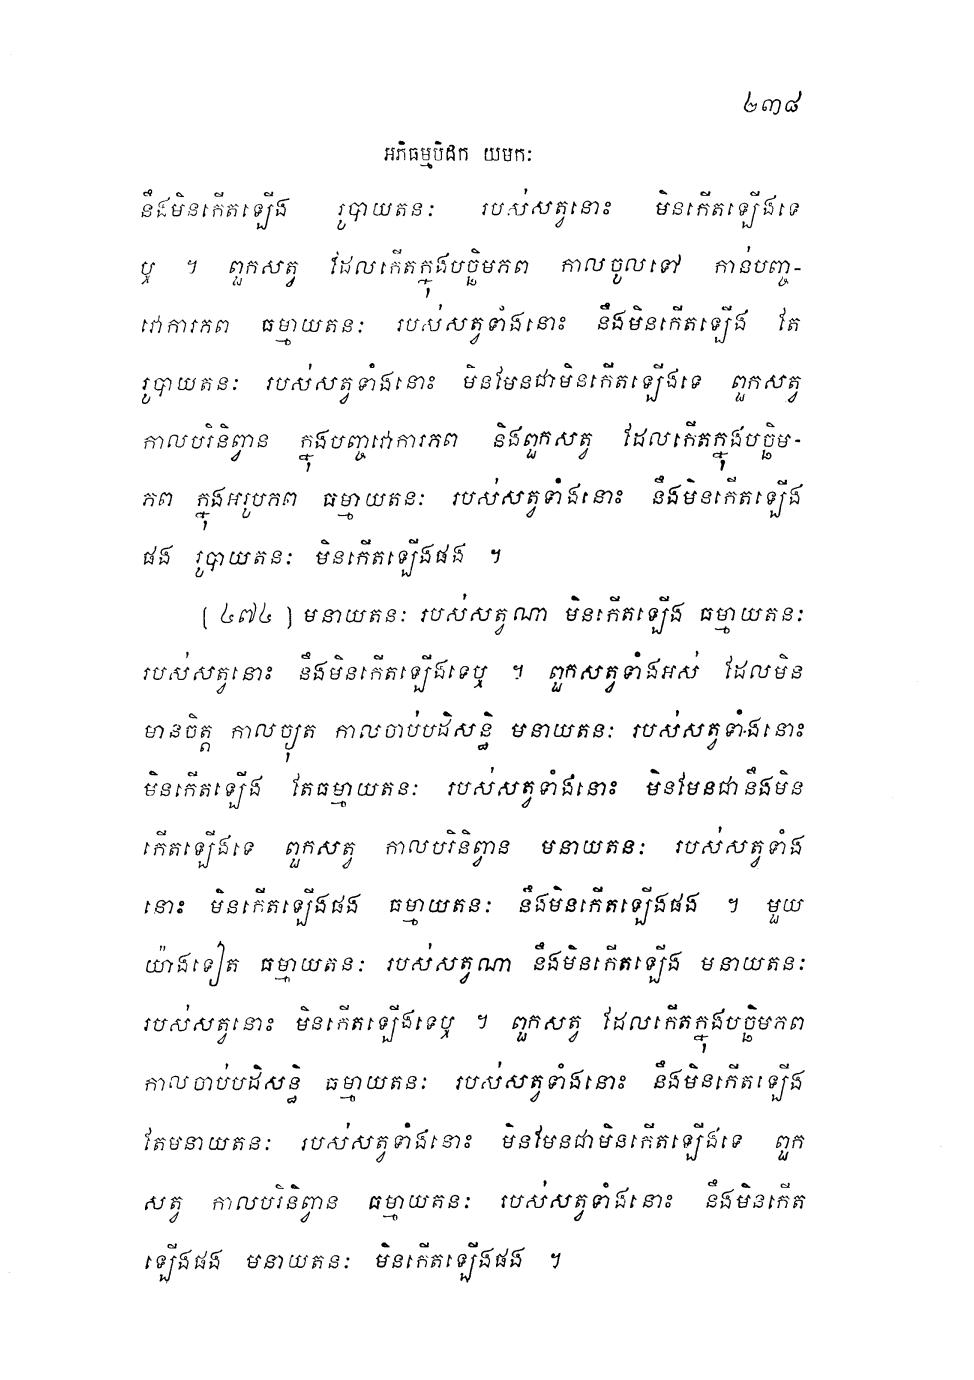 ២៣៨
អភិធម្មបិដក យមកៈ
នឹងមិនកើតឡើង រូបាយតនៈ របស់សត្វនោះ មិនកើតឡើងទេ
ឬ ។ ពួកសត្វ ដែលកើតក្នុងបច្ឆិមភព កាលចូលទៅ កាន់បញ្ច-
វោការភព ធម្មាយតនៈ របស់សត្វទាំងនោះ នឹងមិនកើតឡើង តែ
រូបាយតនៈ របស់សត្វទាំងនោះ មិនមែនជាមិនកើតឡើងទេ ពួកសត្វ
កាលបរិនិព្វាន ក្នុងបញ្ចវោការភព និងពួកសត្វ ដែលកើតក្នុងបច្ឆិម-
ភព ក្នុងអរូបភព ធម្មាយតនៈ របស់សត្វទាំងនោះ នឹងមិនកើតឡើង
ផង រូបាយតនៈ មិនកើតឡើងផង ។
[ ៤៧៤ ] មនាយតនៈ របស់សត្វណា មិនកើតឡើង ធម្មាយតនៈ
របស់សត្វនោះ នឹងមិនកើតឡើងទេឬ ។ ពួកសត្វទាំងអស់ ដែលមិន
មានចិត្ត កាលច្យុត កាលចាប់បដិសន្ធិ មនាយតនៈ របស់សត្វទាំងនោះ
មិនកើតឡើង តែធម្មាយតនៈ របស់សត្វទាំងនោះ មិនមែនជានឹងមិន
កើតឡើងទេ ពួកសត្វ កាលបរិនិព្វាន មនាយតនៈ របស់សត្វទាំង
នោះ មិនកើតឡើងផង ធម្មាយតនៈ នឹងមិនកើតឡើងផង ។ មួយ
យ៉ាងទៀត ធម្មាយតនៈ របស់សត្វណា នឹងមិនកើតឡើង មនាយតនៈ
របស់សត្វនោះ មិនកើតឡើងទេឬ ។ ពួកសត្វ ដែលកើតក្នុងបច្ឆិមភព
កាលចាប់បដិសន្ធិ ធម្មាយតនៈ របស់សត្វទាំងនោះ នឹងមិនកើតឡើង
តែមនាយតនៈ របស់សត្វទាំងនោះ មិនមែនជាមិនកើតឡើងទេ ពួក
សត្វ កាលបរិនិព្វាន ធម្មាយតនៈ របស់សត្វទាំងនោះ នឹងមិនកើត
ឡើងផង មនាយតនៈ មិនកើតឡើងផង ។